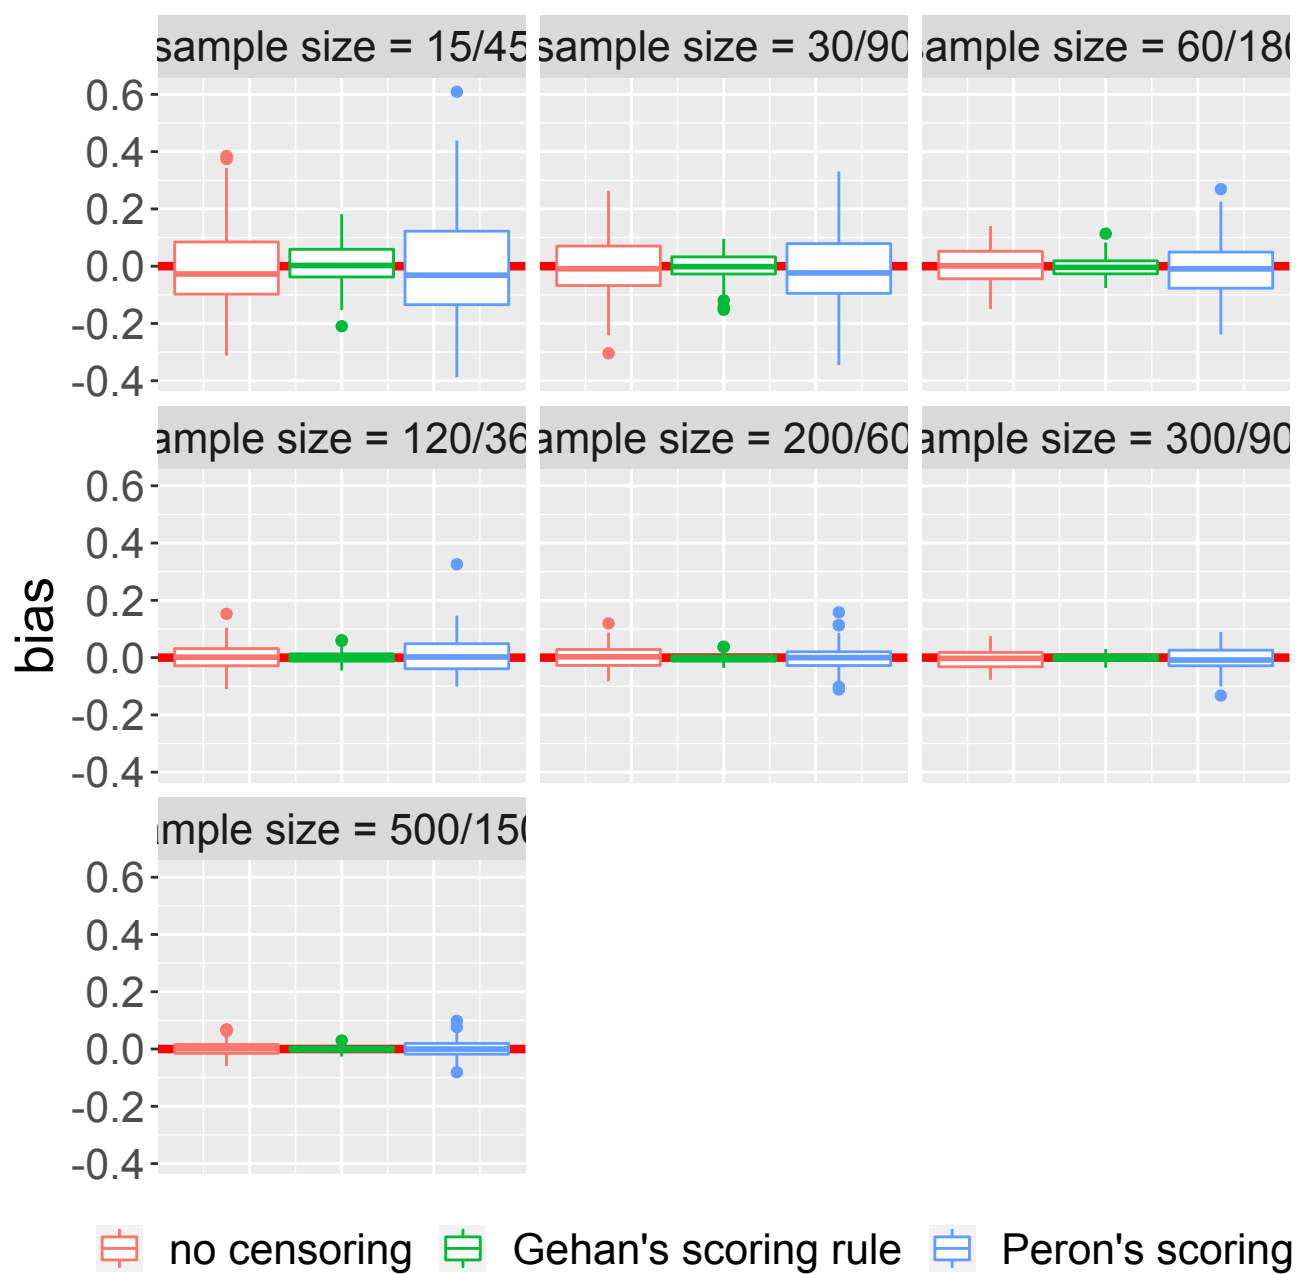 sample size = 15/45
sample size = 30/90
ample size = 60/180
0.6
0.4
0.2
0.0
-0.2
-0.4
ample size = 120/36
ample size = 200/60
ample size = 300/90
0.6
0.4
0.2
0.0
-0.2
-0.4
mple size = 500/150
0.6
0.4
0.2
0.0
-0.2
-0.4
bias
no censoring
Gehan's scoring rule
Peron's scoring